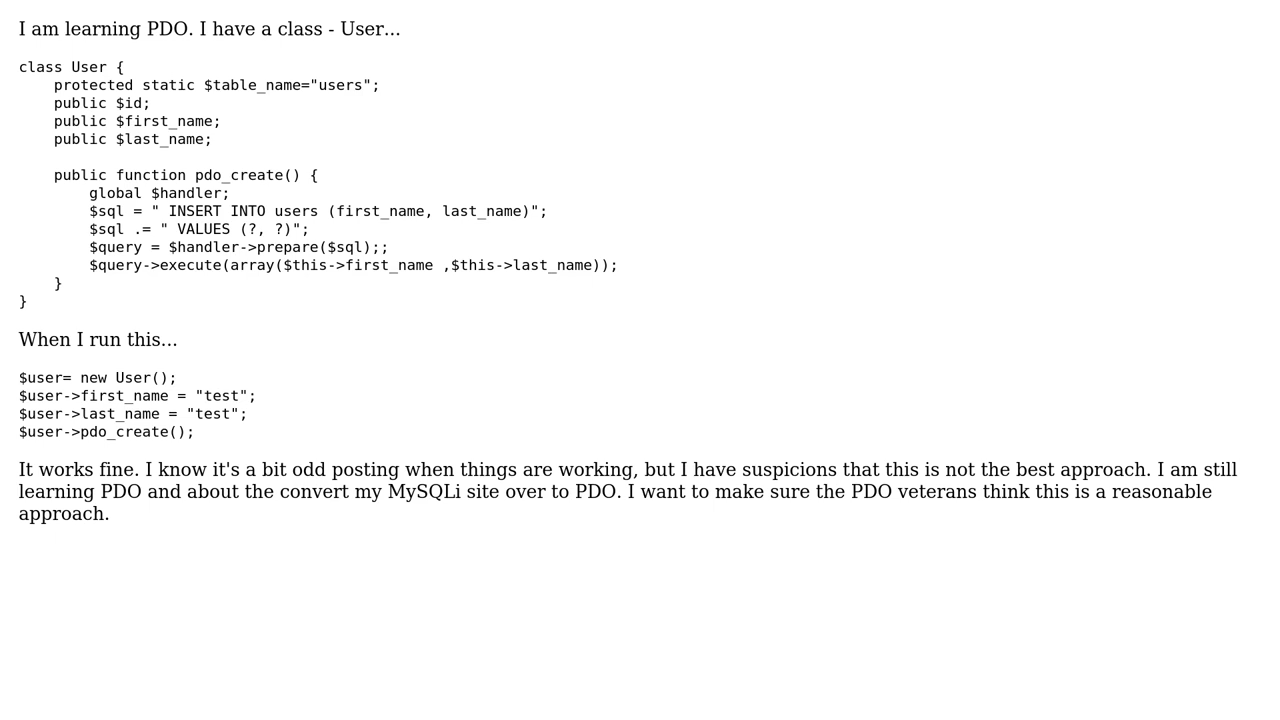 I am learning PDO. I have a class - User...
class User {
    protected static $table_name="users";
    public $id;
    public $first_name;
    public $last_name;

    public function pdo_create() {
        global $handler;
        $sql = " INSERT INTO users (first_name, last_name)";
        $sql .= " VALUES (?, ?)";
        $query = $handler->prepare($sql);;
        $query->execute(array($this->first_name ,$this->last_name));
    }
}
When I run this...
$user= new User();
$user->first_name = "test";
$user->last_name = "test";
$user->pdo_create();
It works fine. I know it's a bit odd posting when things are working, but I have suspicions that this is not the best approach. I am still
learning PDO and about the convert my MySQLi site over to PDO. I want to make sure the PDO veterans think this is a reasonable
approach.